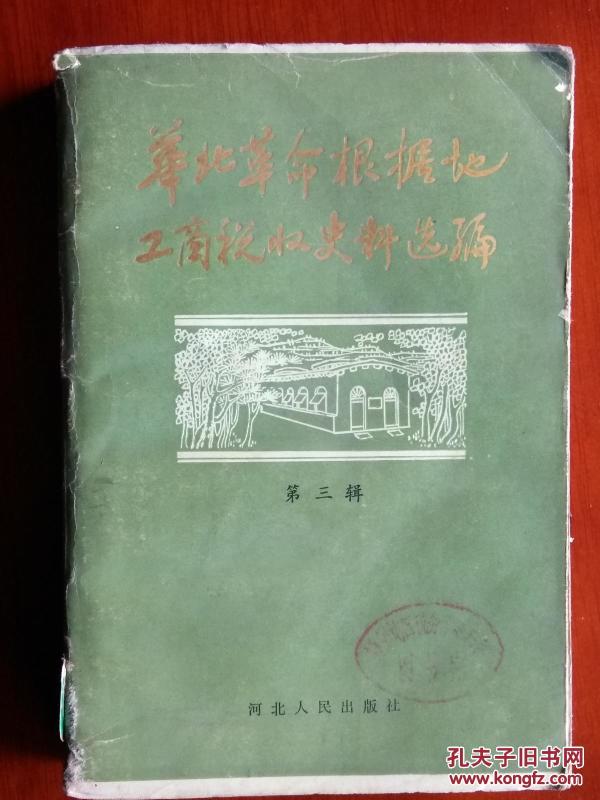 華北革命根据地
工商税收史料选编
第三辑
河北人民出版社
孔夫子旧书网
www.kongfz.com